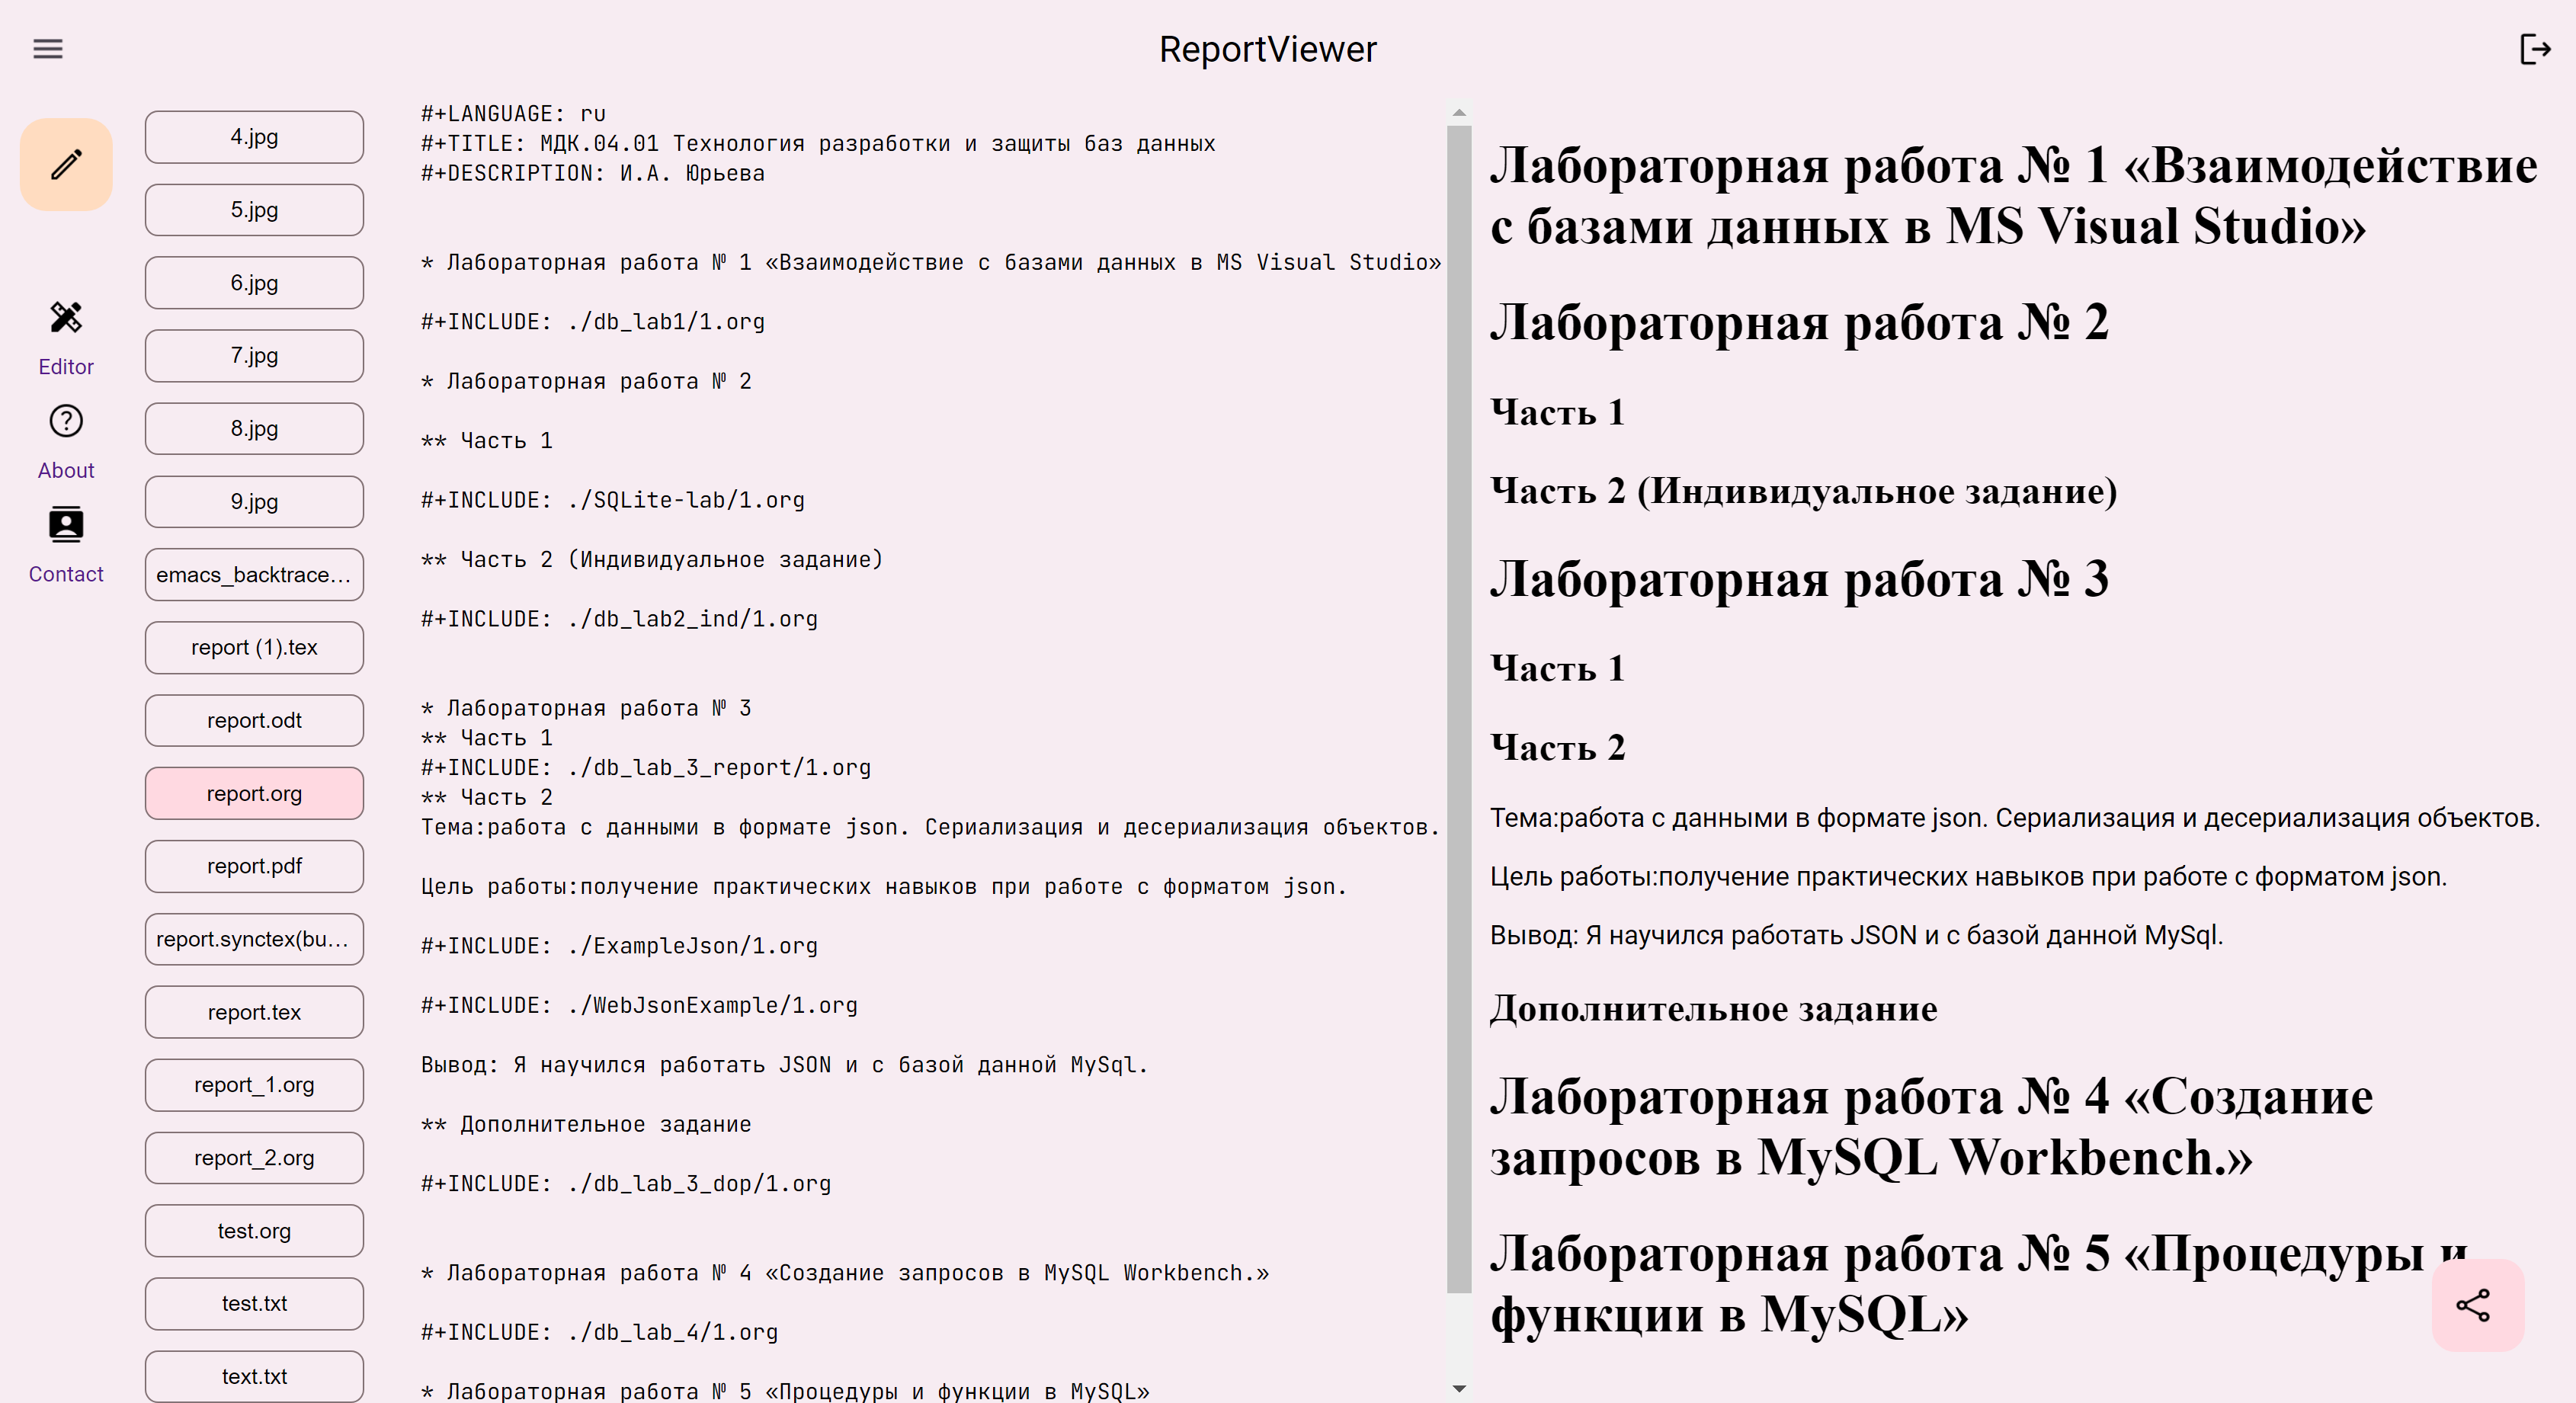 ReportViewer
Editor
About
Contact
4.jpg
5.jpg
6.jpg
7.jpg
8.jpg
9.jpg
emacs_backtrace...
report (1).tex
report.odt
report.org
report.pdf
report.synctex(bu...
report.tex
report_1.org
report_2.org
test.org
test.txt
text.txt
#+LANGUAGE: ru
#+TITLE: МДК.04.01 Технология разработки и защиты баз данных
#+DESCRIPTION: И.А. Юрьева
* Лабораторная работа № 1 «Взаимодействие с базами данных в MS Visual Studio»
#+INCLUDE: ./db_lab1/1.org
* Лабораторная работа № 2
** Часть 1
#+INCLUDE: ./SQLite-lab/1.org
** Часть 2 (Индивидуальное задание)
#+INCLUDE: ./db_lab2_ind/1.org
* Лабораторная работа № 3
** Часть 1
#+INCLUDE: ./db_lab_3_report/1.org
** Часть 2
Тема:работа с данными в формате json. Сериализация и десериализация объектов.
Цель работы:получение практических навыков при работе с форматом json.
#+INCLUDE: ./ExampleJson/1.org
#+INCLUDE: ./WebJsonExample/1.org
Вывод: Я научился работать JSON и с базой данной MySql.
** Дополнительное задание
#+INCLUDE: ./db_lab_3_dop/1.org
* Лабораторная работа № 4 «Создание запросов в MySQL Workbench.»
#+INCLUDE: ./db_lab_4/1.org
* Лабораторная работа № 5 «Процедуры и функции в MySQL»
Лабораторная работа № 1 «Взаимодействие
с базами данных в MS Visual Studio»
Лабораторная работа № 2
Часть 1
Часть 2 (Индивидуальное задание)
Лабораторная работа № 3
Часть 1
Часть 2
Тема:работа с данными в формате json. Сериализация и десериализация объектов.
Цель работы:получение практических навыков при работе с форматом json.
Вывод: Я научился работать JSON и с базой данной MySql.
Дополнительное задание
Лабораторная работа № 4 «Создание
запросов в MySQL Workbench.»
Лабораторная работа № 5 «Процедуры и
функции в MySQL»